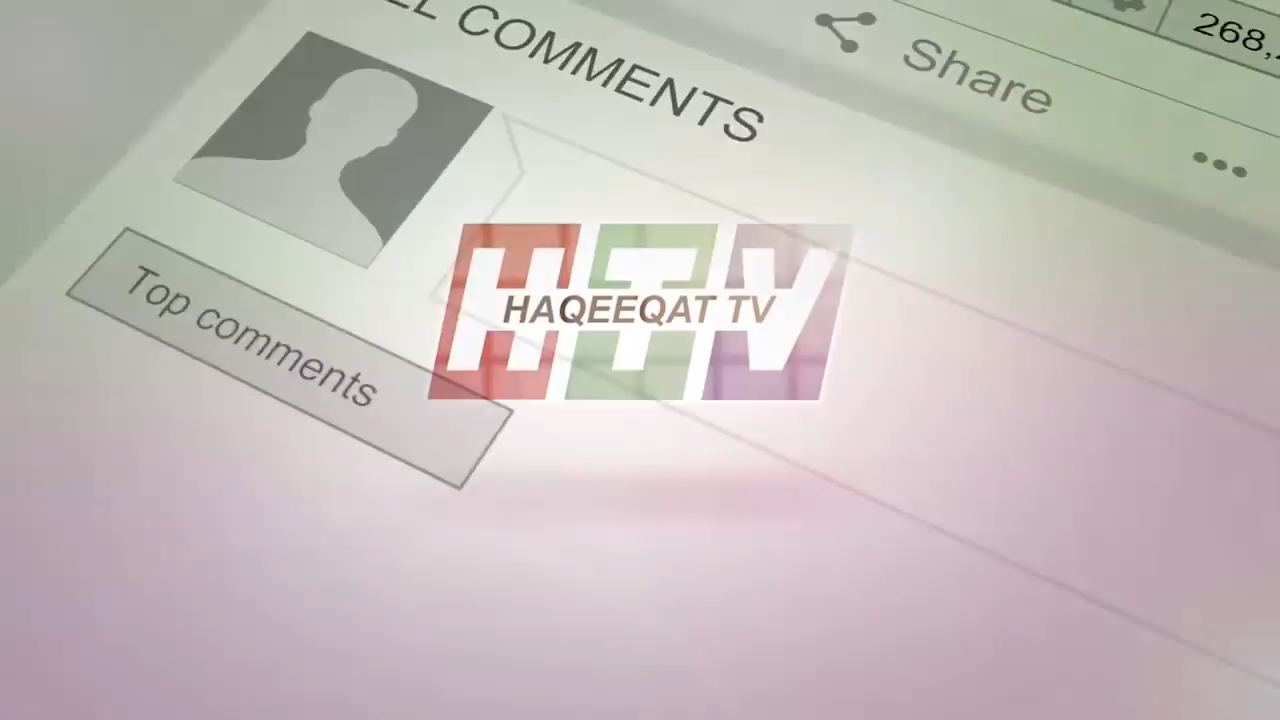 COMMENTS
Share
268,
•••
Top comments
HTV
HAQEEQAT TV